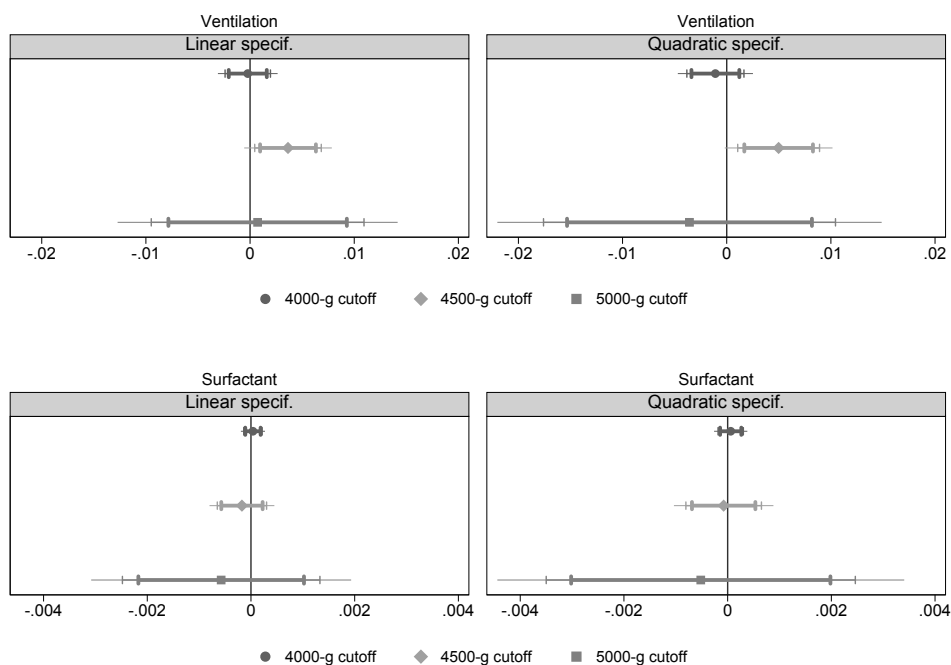 Ventilation Ventilation
Linear specif. Quadratic specif.
-.02 -.01 0 .01 .02 -.02 -.01 0 .01 .02
4000-g cutoff 4500-g cutoff 5000-g cutoff
Surfactant Surfactant
Linear specif. Quadratic specif.
-.004 -.002 0 .002 .004 -.004 -.002 0 .002 .004
4000-g cutoff 4500-g cutoff 5000-g cutoff